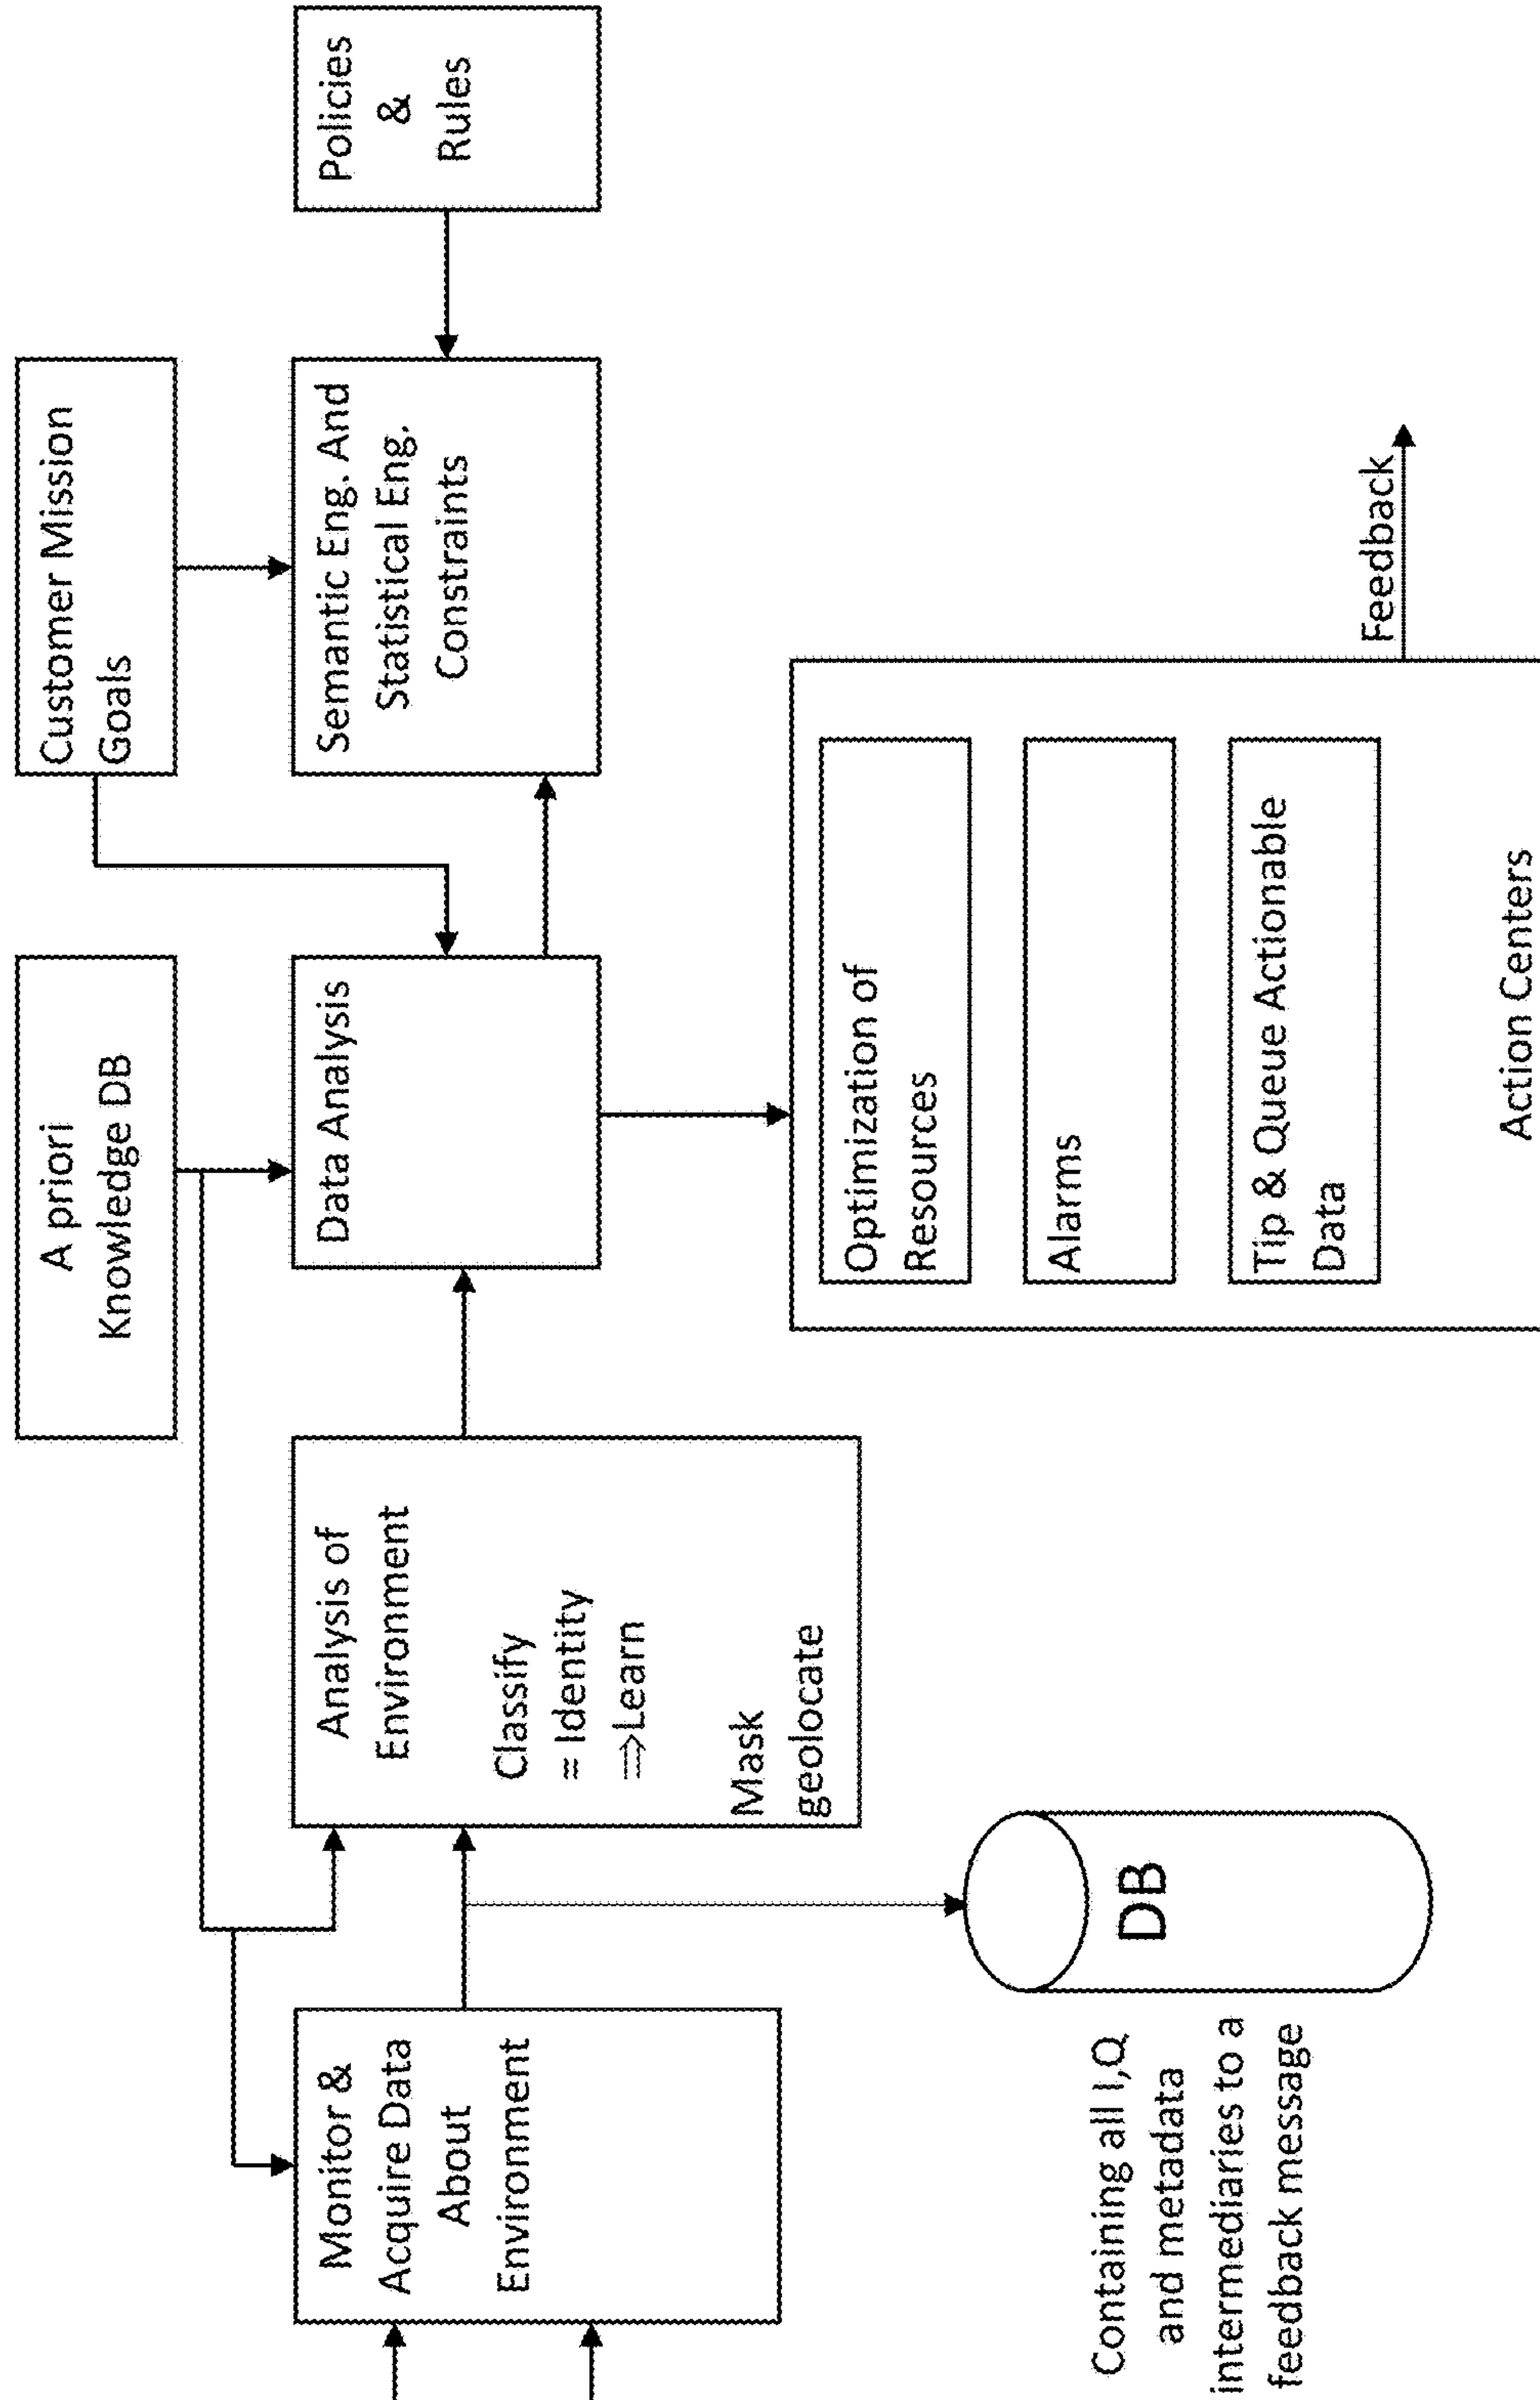 A priori
Knowledge DB
Customer Mission
Goals
Monitor &
Acquire Data
About
Environment
Analysis of
Environment
Classify
= Identity
⇒Learn
Mask
geolocate
Data Analysis
Semantic Eng. And
Statistical Eng.
Constraints
Policies
&
Rules
Containing all I,Q
and metadata
intermediaries to a
feedback message
DB
Optimization of
Resources
Alarms
Tip & Queue Actionable
Data
Action Centers
Feedback